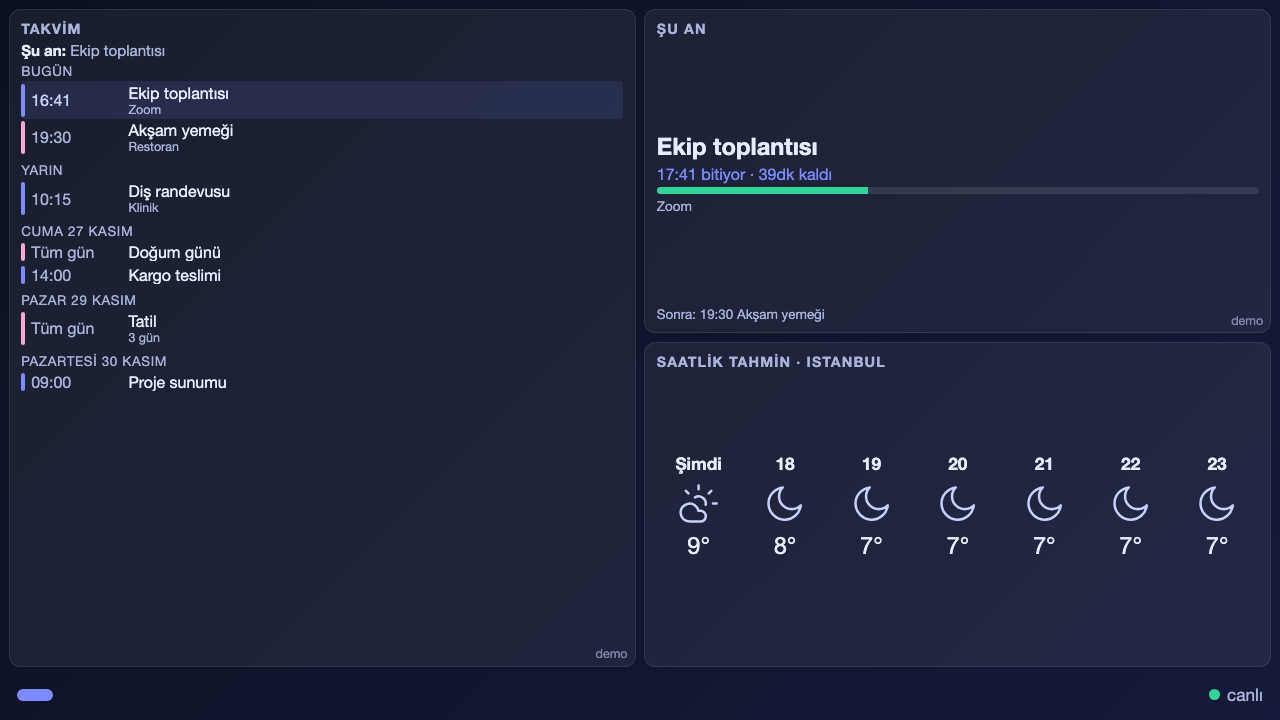 TAKVİM
Şu an: Ekip toplantısı
BUGÜN
16:41 Ekip toplantısı
Zoom
19:30 Akşam yemeği
Restoran
YARIN
10:15 Diş randevusu
Klinik
CUMA 27 KASIM
Tüm gün Doğum günü
14:00 Kargo teslimi
PAZAR 29 KASIM
Tüm gün Tatil
3 gün
PAZARTESİ 30 KASIM
09:00 Proje sunumu
demo
ŞU AN
Ekip toplantısı
17:41 bitiyor · 39dk kaldı
Zoom
Sonra: 19:30 Akşam yemeği
demo
SAATLİK TAHMİN · ISTANBUL
Şimdi 18 19 20 21 22 23
9° 8° 7° 7° 7° 7° 7°
canlı